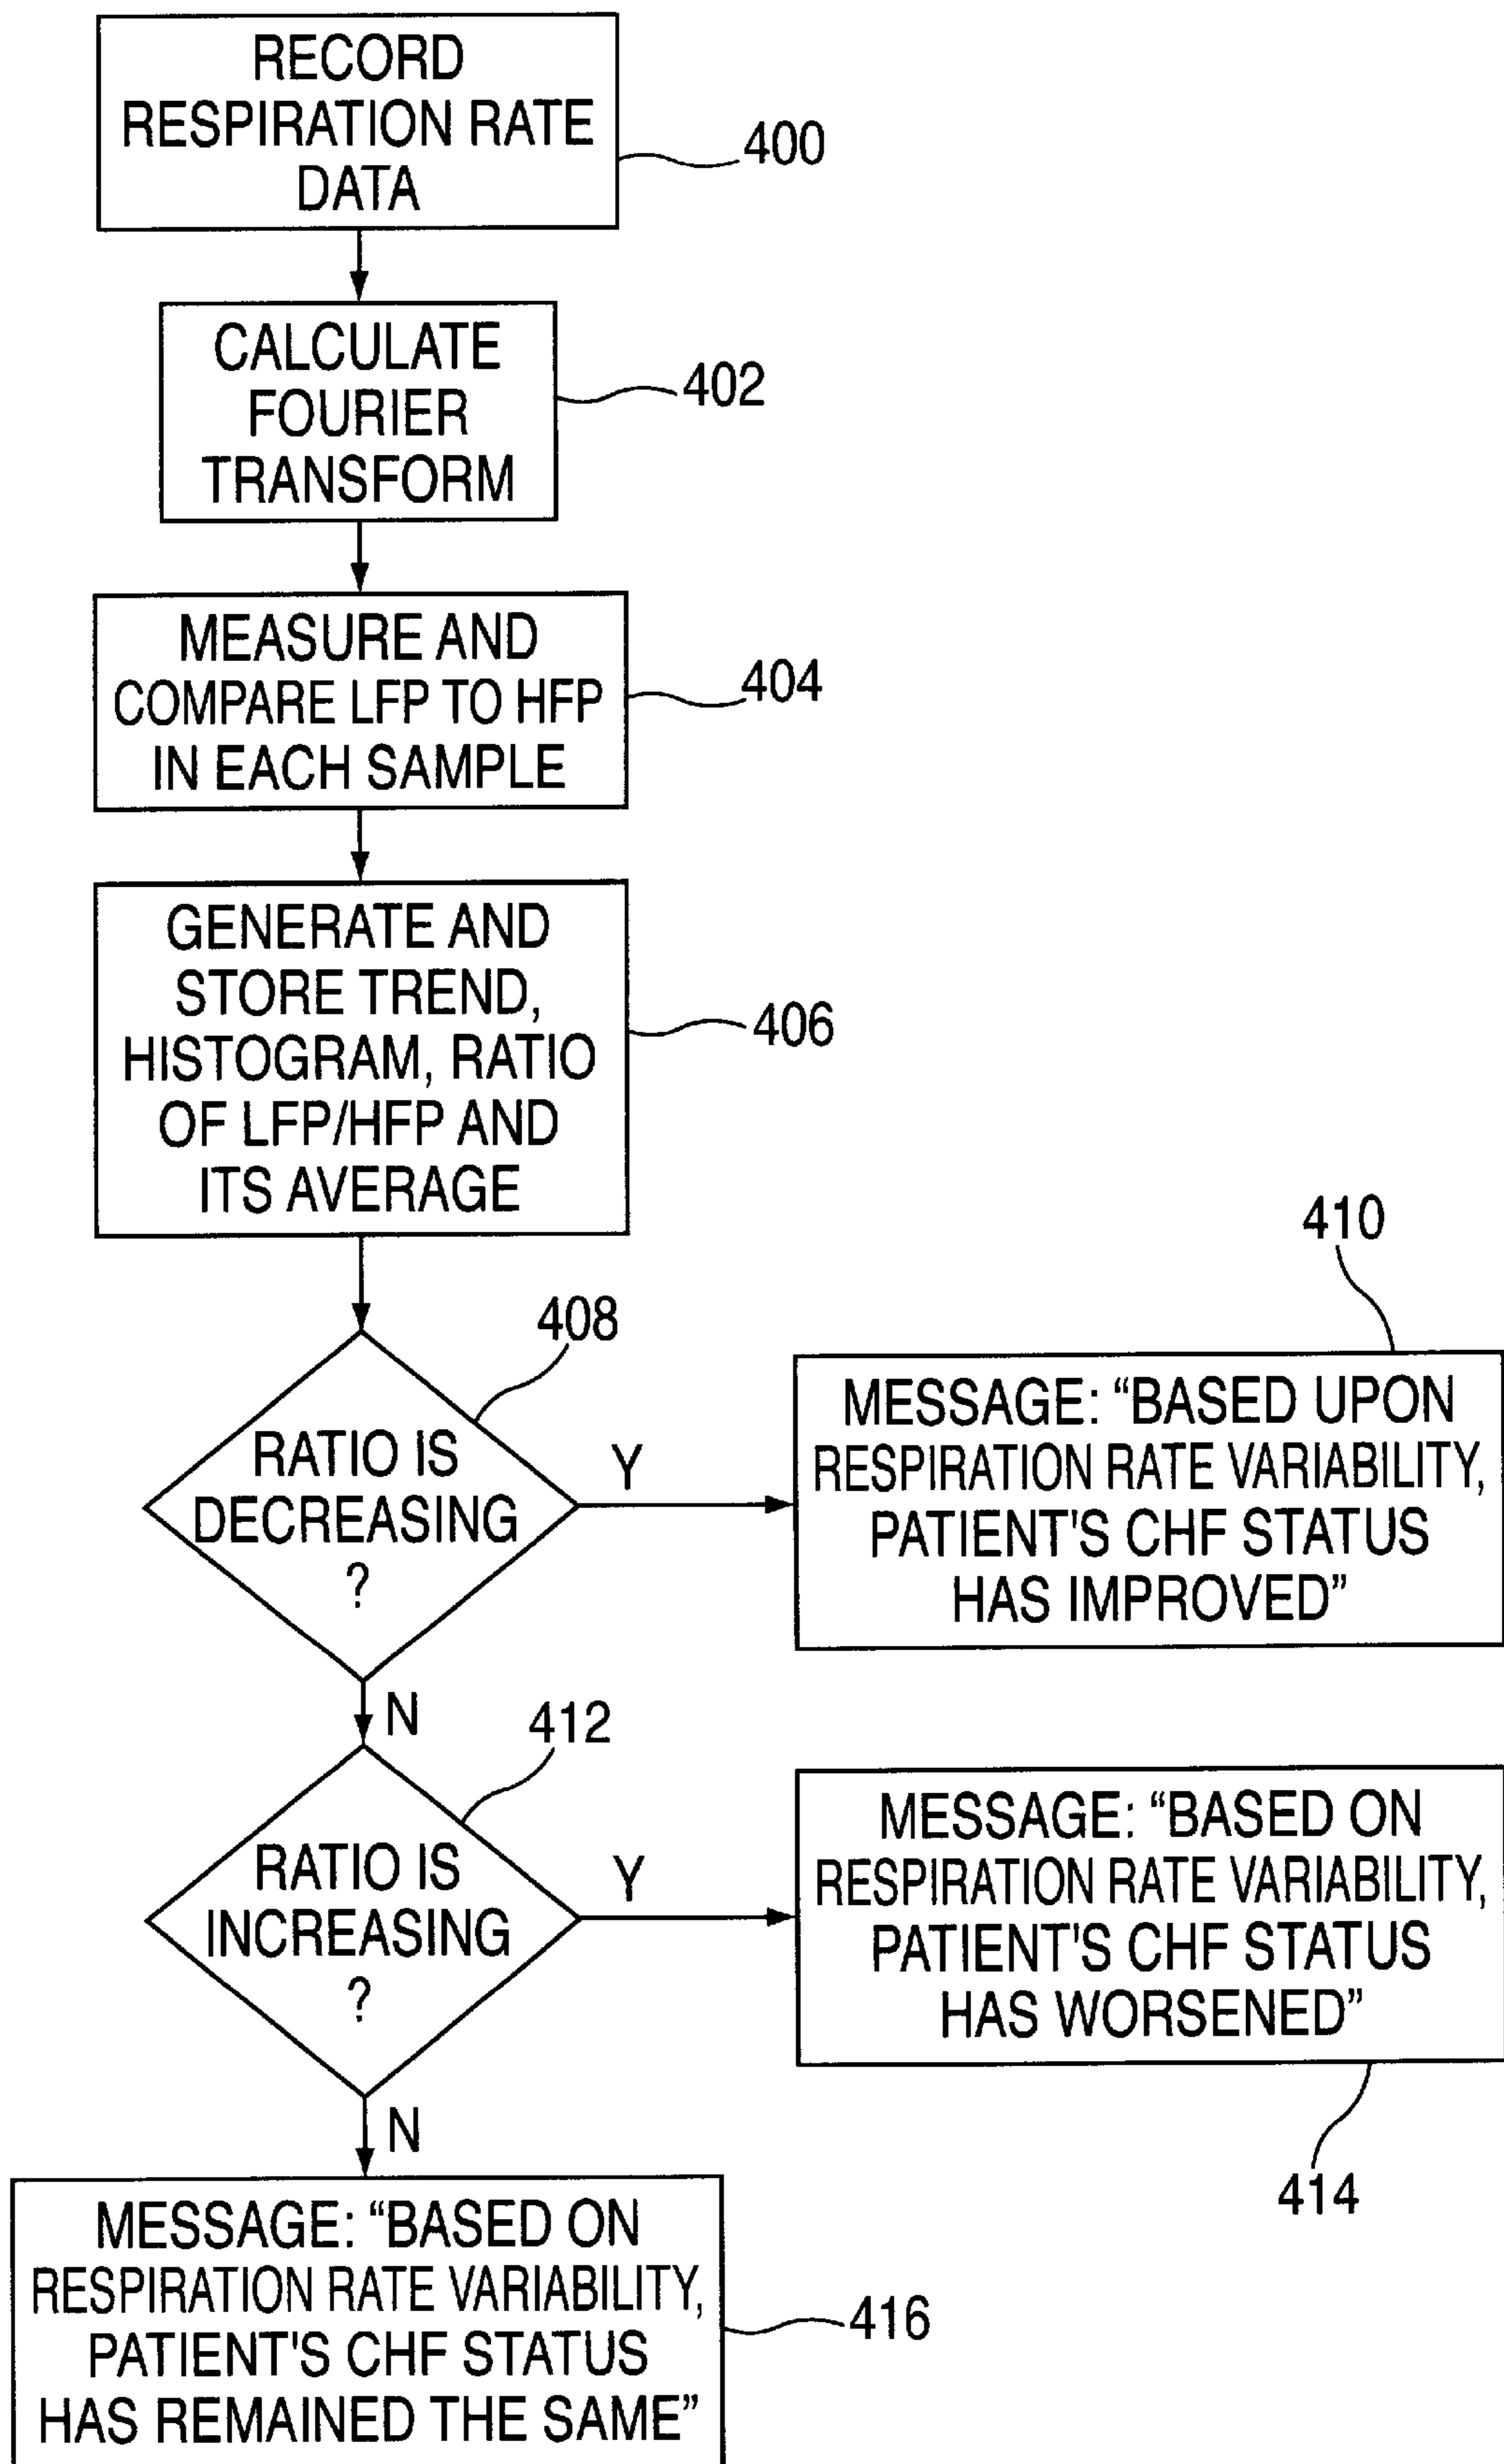 RECORD
RESPIRATION RATE
DATA
400
CALCULATE
FOURIER
TRANSFORM
402
MEASURE AND
COMPARE LFP TO HFP
IN EACH SAMPLE
404
GENERATE AND
STORE TREND,
HISTOGRAM, RATIO
OF LFP/HFP AND
ITS AVERAGE
406
408
RATIO IS
DECREASING
?
Y
410
MESSAGE: “BASED UPON
RESPIRATION RATE VARIABILITY,
PATIENT'S CHF STATUS
HAS IMPROVED”
N
412
RATIO IS
INCREASING
?
Y
MESSAGE: “BASED ON
RESPIRATION RATE VARIABILITY,
PATIENT'S CHF STATUS
HAS WORSENED”
414
N
MESSAGE: “BASED ON
RESPIRATION RATE VARIABILITY,
PATIENT'S CHF STATUS
HAS REMAINED THE SAME”
416